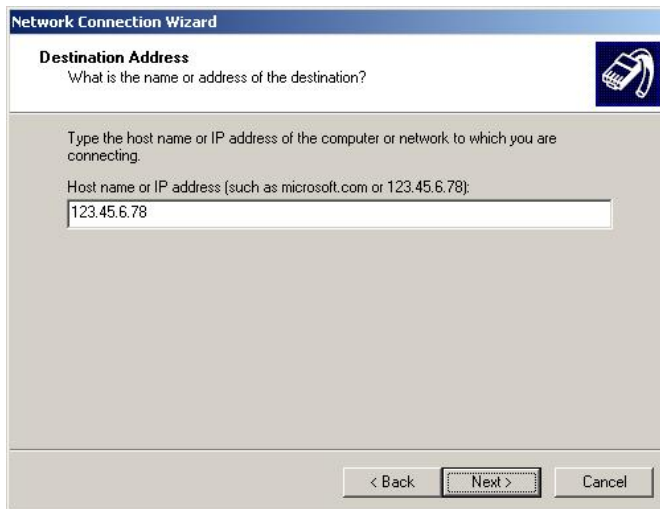 Network Connection Wizard
Destination Address
What is the name or address of the destination?
Type the host name or IP address of the computer or network to which you are
connecting.
Host name or IP address (such as microsoft.com or 123.45.6.78):
123.45.6.78
< Back
Next >
Cancel